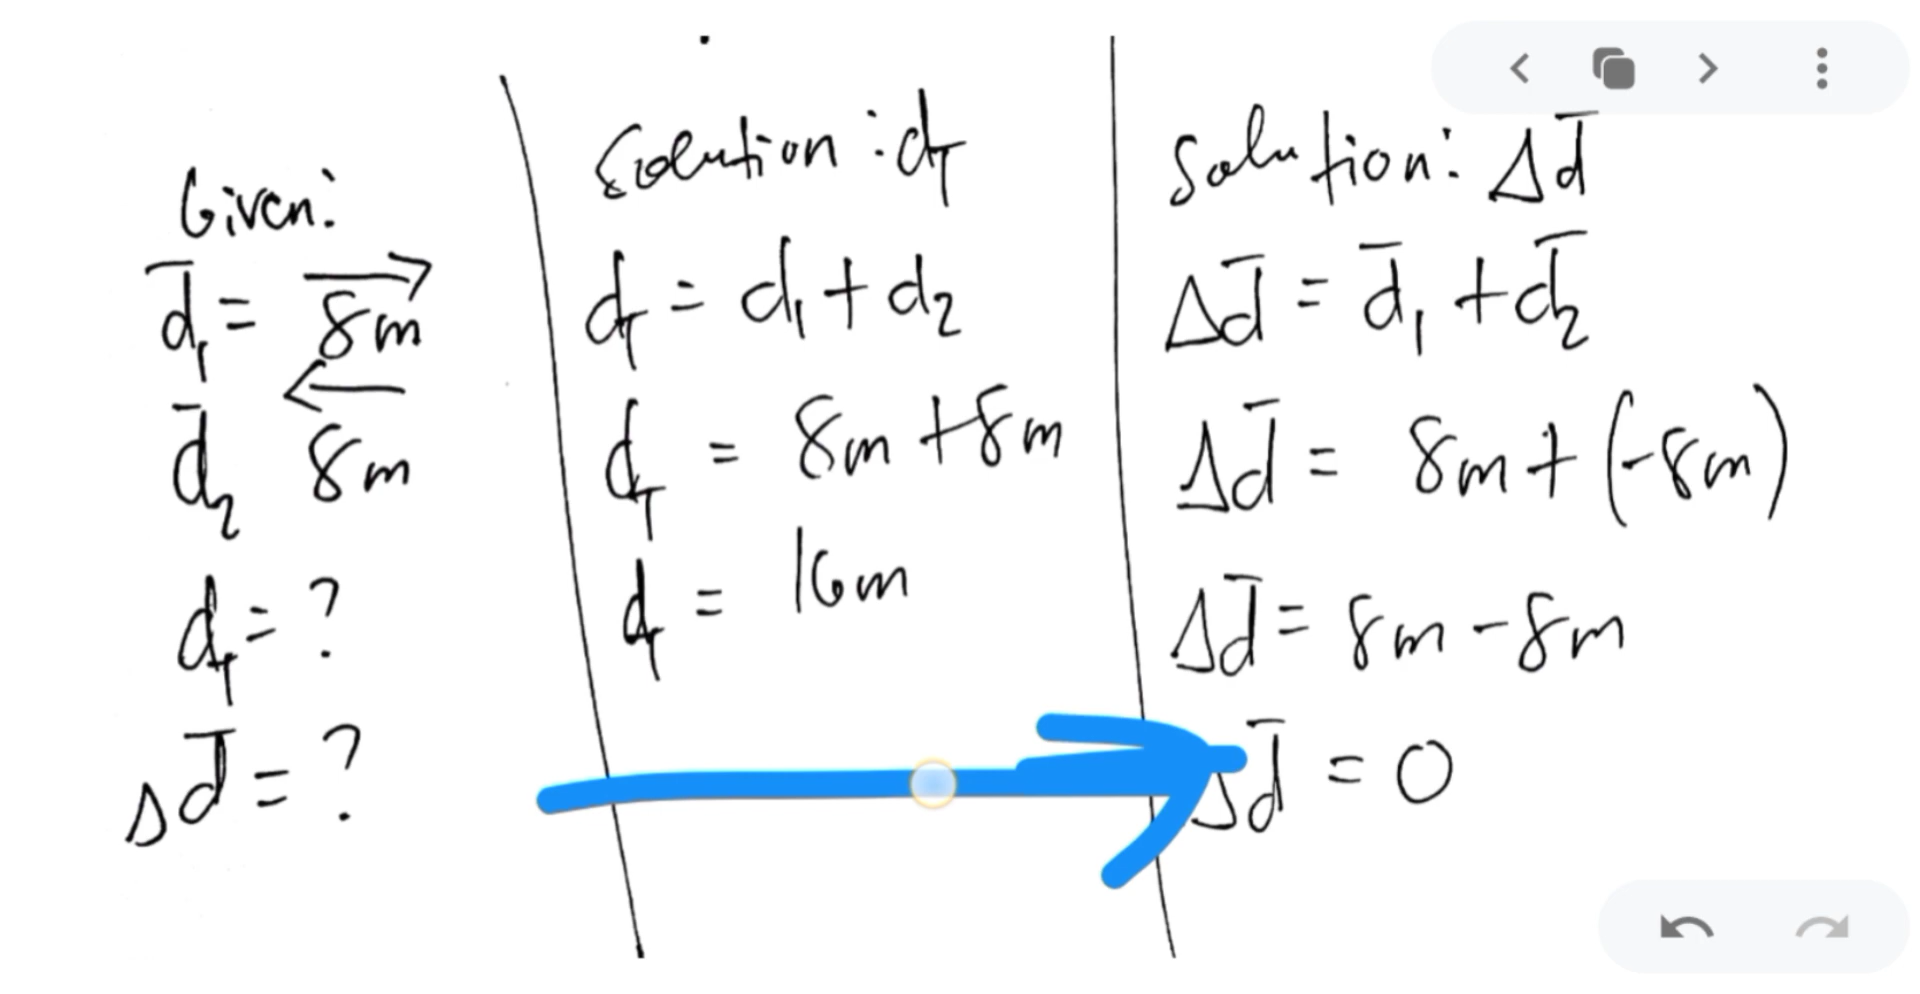 Given:
d̅₁ = 8m
d̅₂ 8m
d_T = ?
Δd̅ = ?
Solution : d_T
d_T = d₁ + d₂
d_T = 8m + 8m
d_T = 16m
Solution: Δd̅
Δd̅ = d̅₁ + d̅₂
Δd̅ = 8m + (-8m)
Δd̅ = 8m - 8m
Δd̅ = 0